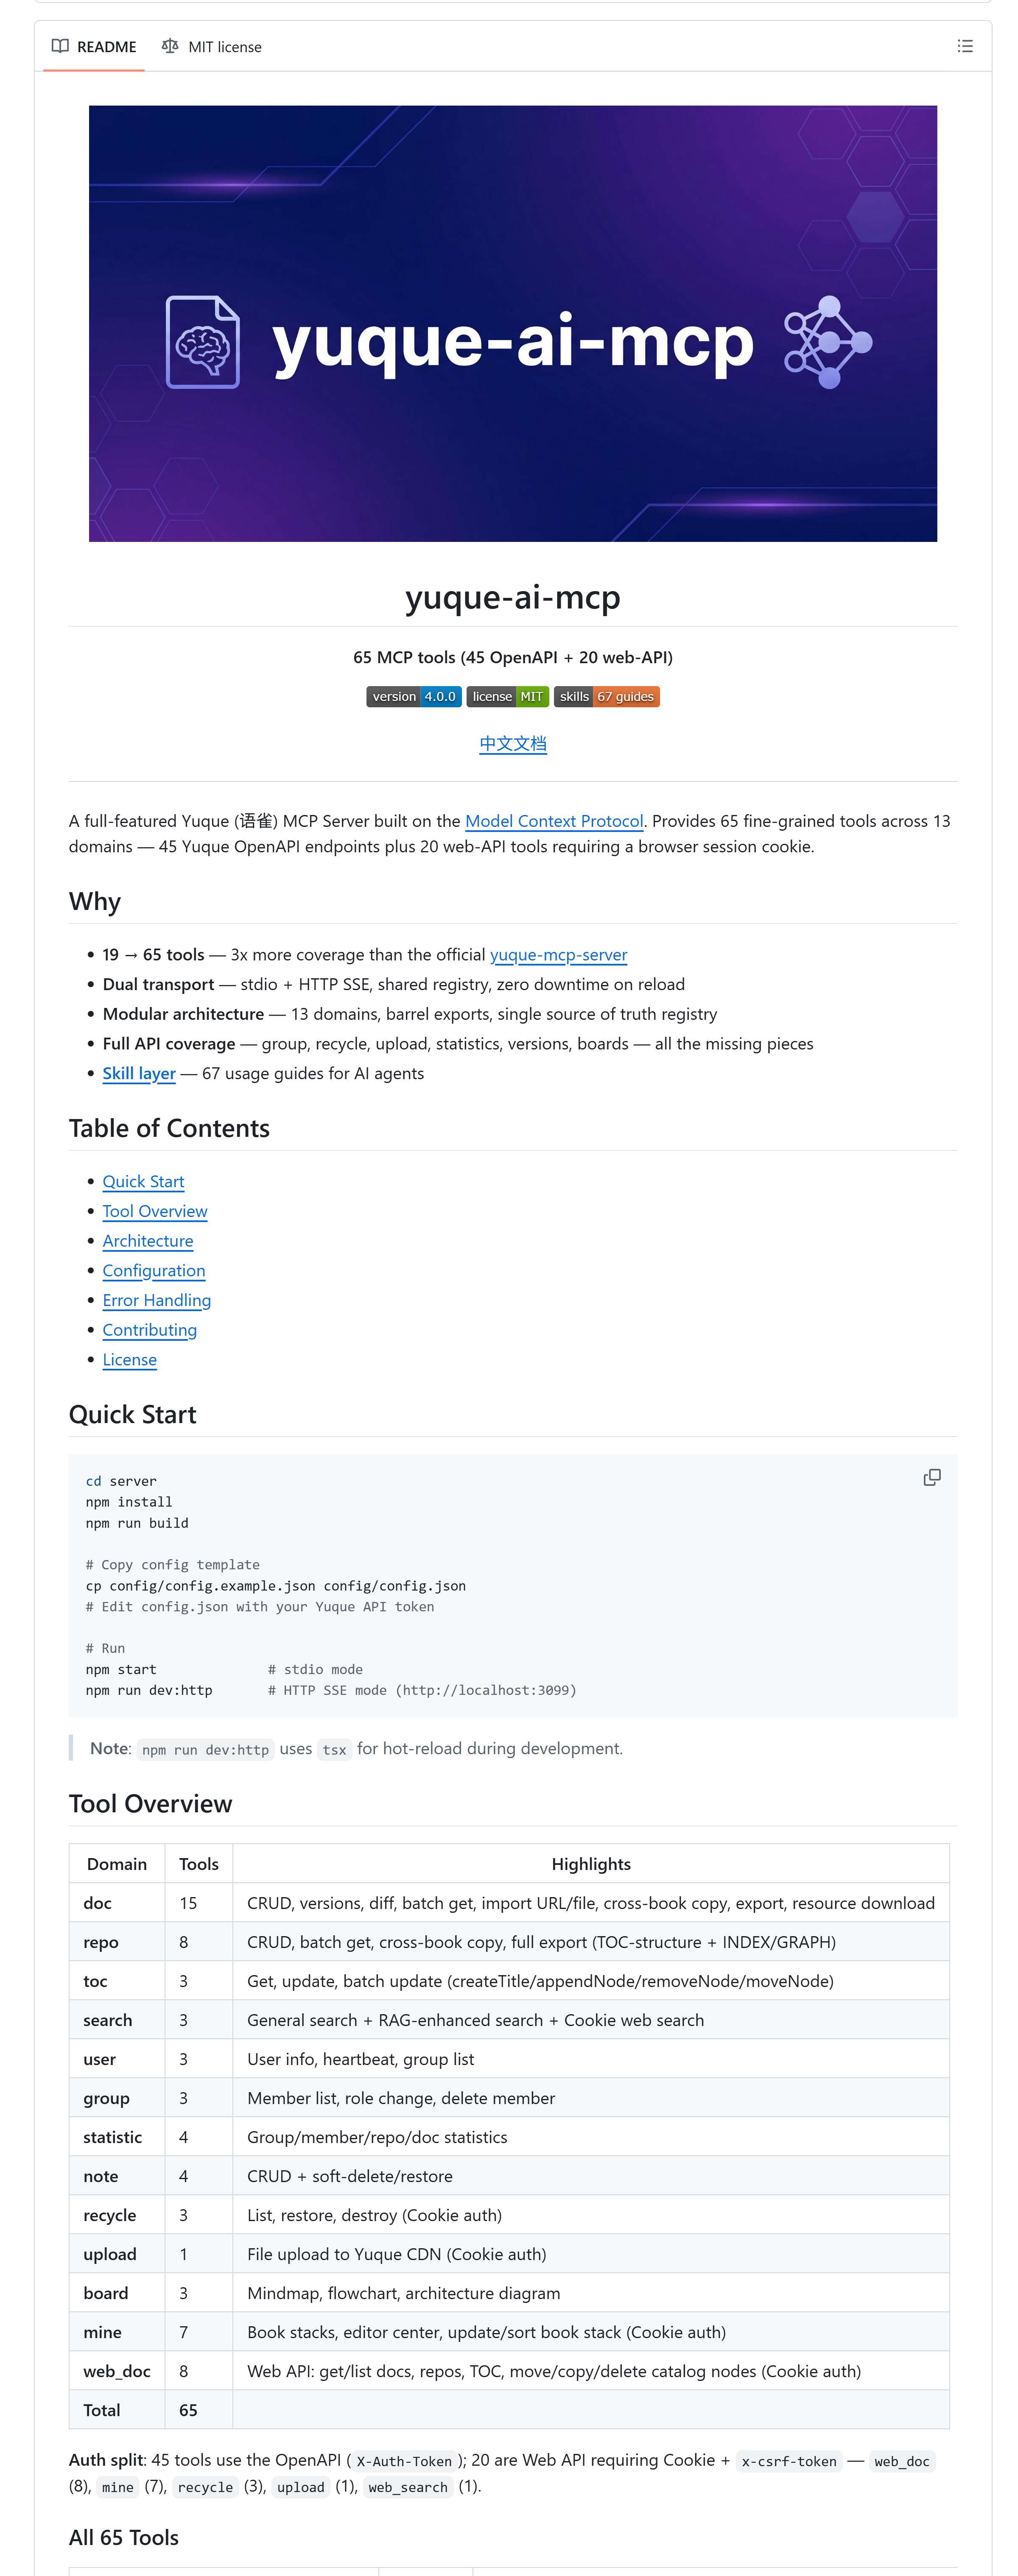 README MIT license
yuque-ai-mcp
yuque-ai-mcp
65 MCP tools (45 OpenAPI + 20 web-API)
version 4.0.0 license MIT skills 67 guides
中文文档
A full-featured Yuque (语雀) MCP Server built on the Model Context Protocol. Provides 65 fine-grained tools across 13
domains — 45 Yuque OpenAPI endpoints plus 20 web-API tools requiring a browser session cookie.
Why
• 19 → 65 tools — 3x more coverage than the official yuque-mcp-server
• Dual transport — stdio + HTTP SSE, shared registry, zero downtime on reload
• Modular architecture — 13 domains, barrel exports, single source of truth registry
• Full API coverage — group, recycle, upload, statistics, versions, boards — all the missing pieces
• Skill layer — 67 usage guides for AI agents
Table of Contents
• Quick Start
• Tool Overview
• Architecture
• Configuration
• Error Handling
• Contributing
• License
Quick Start
cd server
npm install
npm run build
# Copy config template
cp config/config.example.json config/config.json
# Edit config.json with your Yuque API token
# Run
npm start # stdio mode
npm run dev:http # HTTP SSE mode (http://localhost:3099)
Note: npm run dev:http uses tsx for hot-reload during development.
Tool Overview
Domain Tools Highlights
doc 15 CRUD, versions, diff, batch get, import URL/file, cross-book copy, export, resource download
repo 8 CRUD, batch get, cross-book copy, full export (TOC-structure + INDEX/GRAPH)
toc 3 Get, update, batch update (createTitle/appendNode/removeNode/moveNode)
search 3 General search + RAG-enhanced search + Cookie web search
user 3 User info, heartbeat, group list
group 3 Member list, role change, delete member
statistic 4 Group/member/repo/doc statistics
note 4 CRUD + soft-delete/restore
recycle 3 List, restore, destroy (Cookie auth)
upload 1 File upload to Yuque CDN (Cookie auth)
board 3 Mindmap, flowchart, architecture diagram
mine 7 Book stacks, editor center, update/sort book stack (Cookie auth)
web_doc 8 Web API: get/list docs, repos, TOC, move/copy/delete catalog nodes (Cookie auth)
Total 65
Auth split: 45 tools use the OpenAPI (X-Auth-Token); 20 are Web API requiring Cookie + x-csrf-token — web_doc
(8), mine (7), recycle (3), upload (1), web_search (1).
All 65 Tools